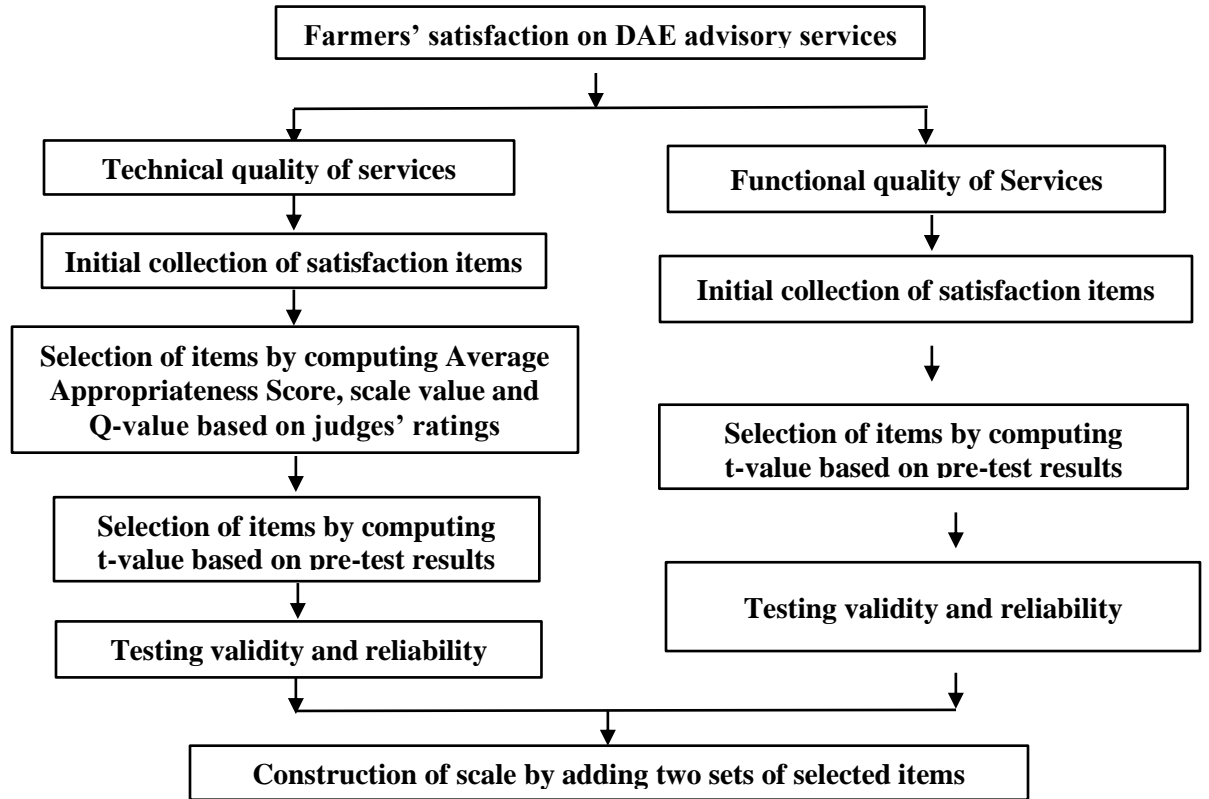 Farmers’ satisfaction on DAE advisory services
Technical quality of services
Initial collection of satisfaction items
Selection of items by computing Average
Appropriateness Score, scale value and
Q-value based on judges’ ratings
Selection of items by computing
t-value based on pre-test results
Testing validity and reliability
Functional quality of Services
Initial collection of satisfaction items
Selection of items by computing
t-value based on pre-test results
Testing validity and reliability
Construction of scale by adding two sets of selected items